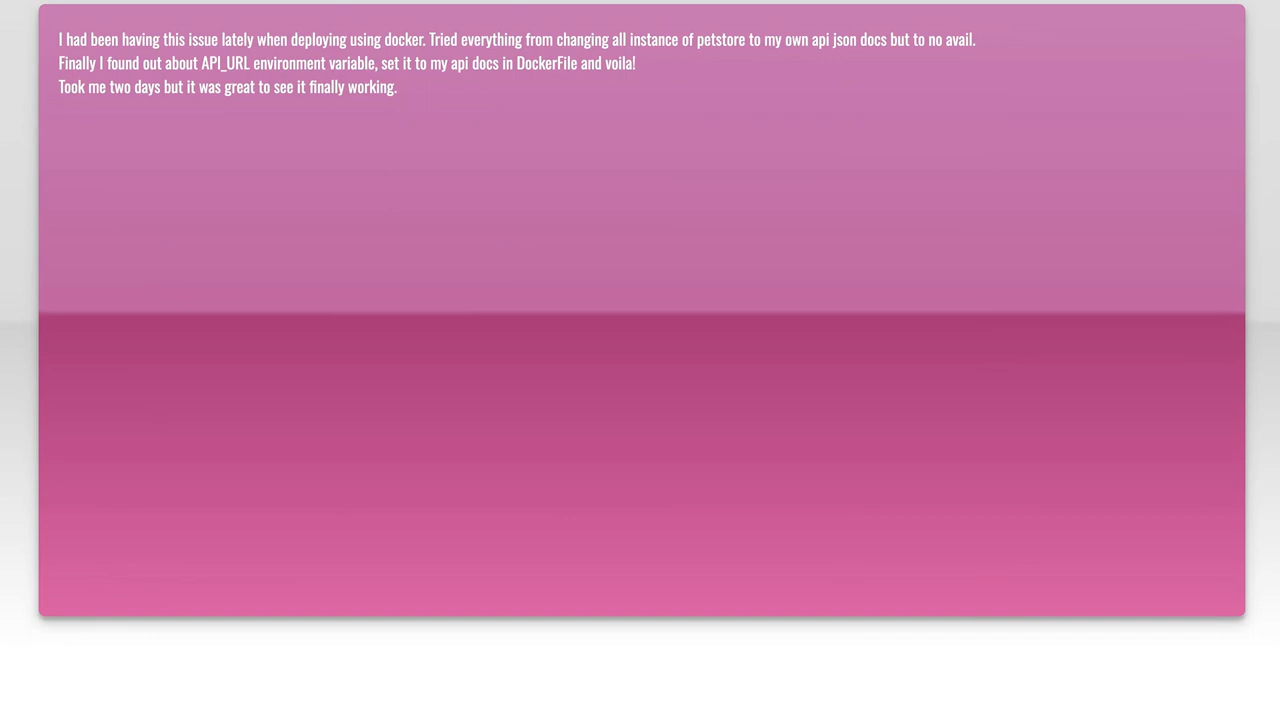 I had been having this issue lately when deploying using docker. Tried everything from changing all instance of petstore to my own api json docs but to no avail.
Finally I found out about API_URL environment variable, set it to my api docs in DockerFile and voila!
Took me two days but it was great to see it finally working.